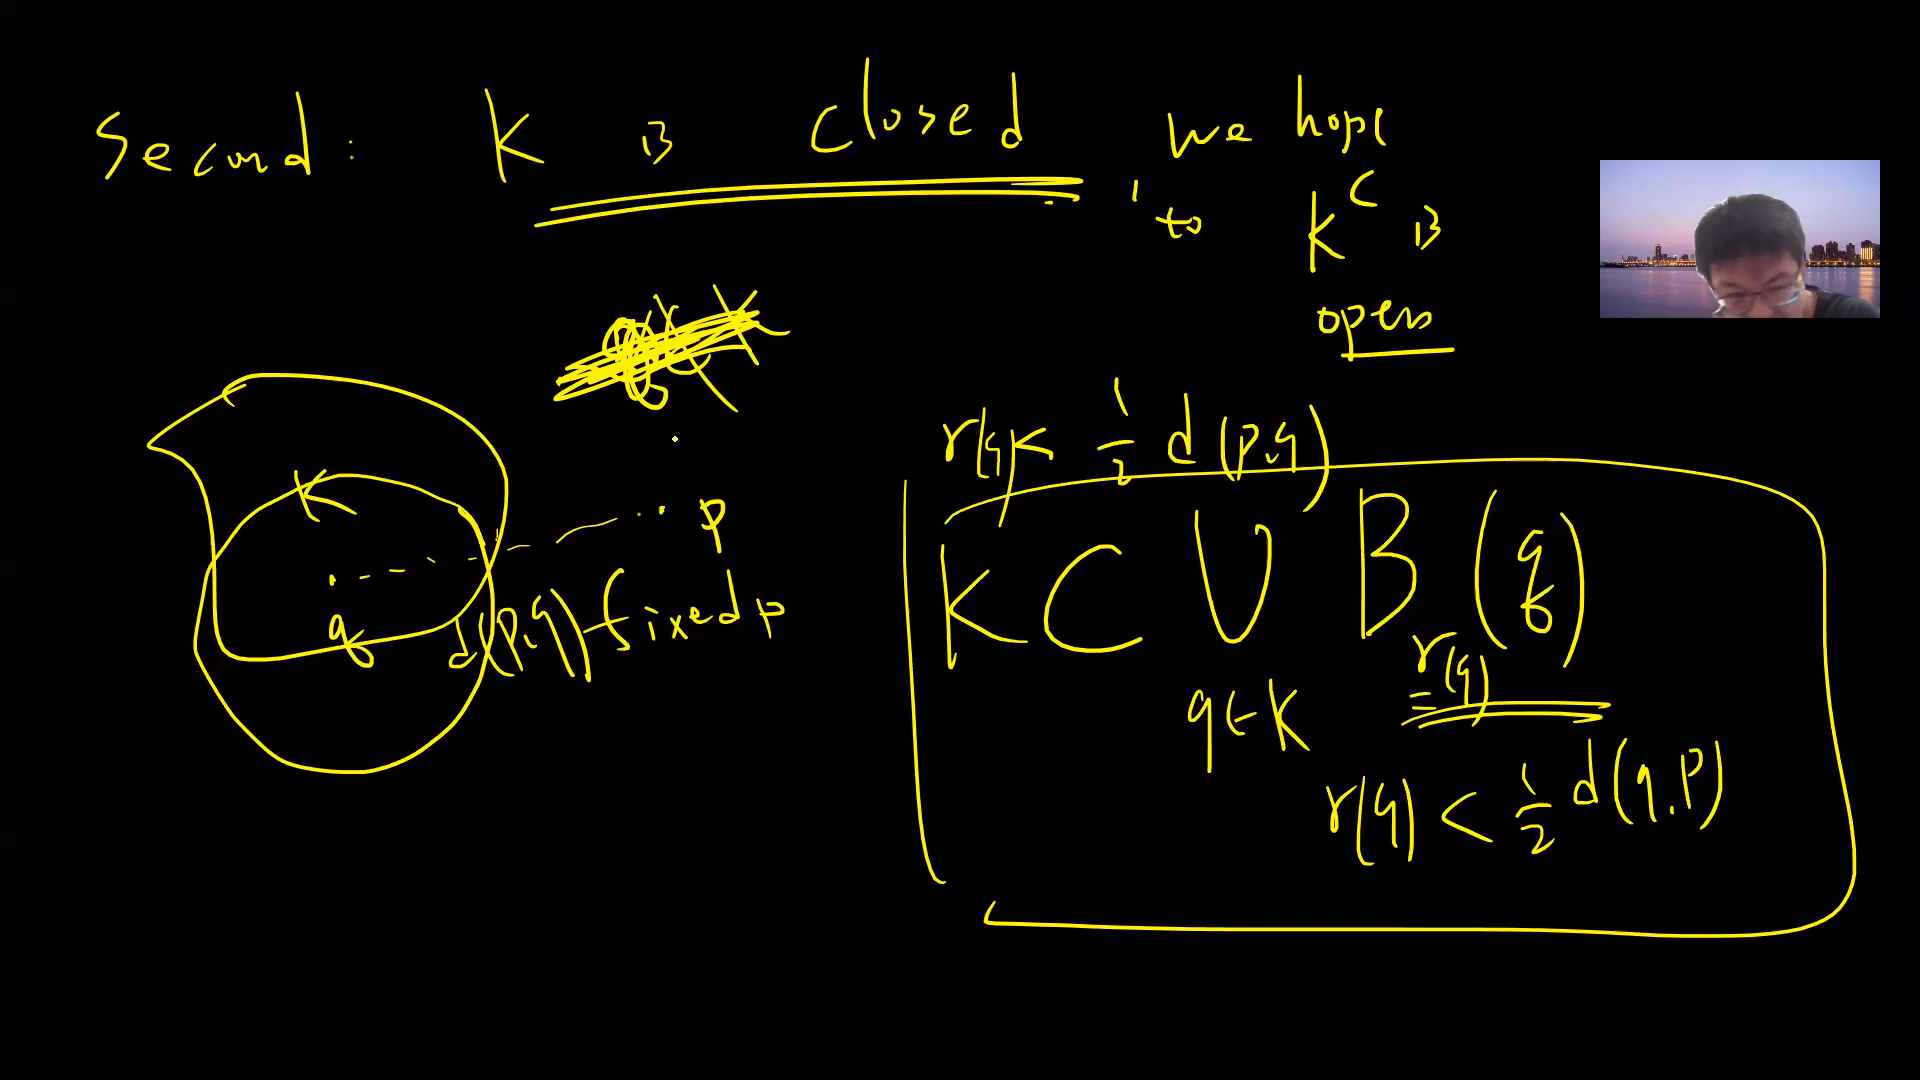 Second: K is closed, we hope
to K^C is
open
r(q) < 1/2 d(p,q)
K
p
q
d(p,q) - fixed p
K ⊂ ∪ B_{r(q)}(q)
q∈K
r(q) < 1/2 d(q,p)